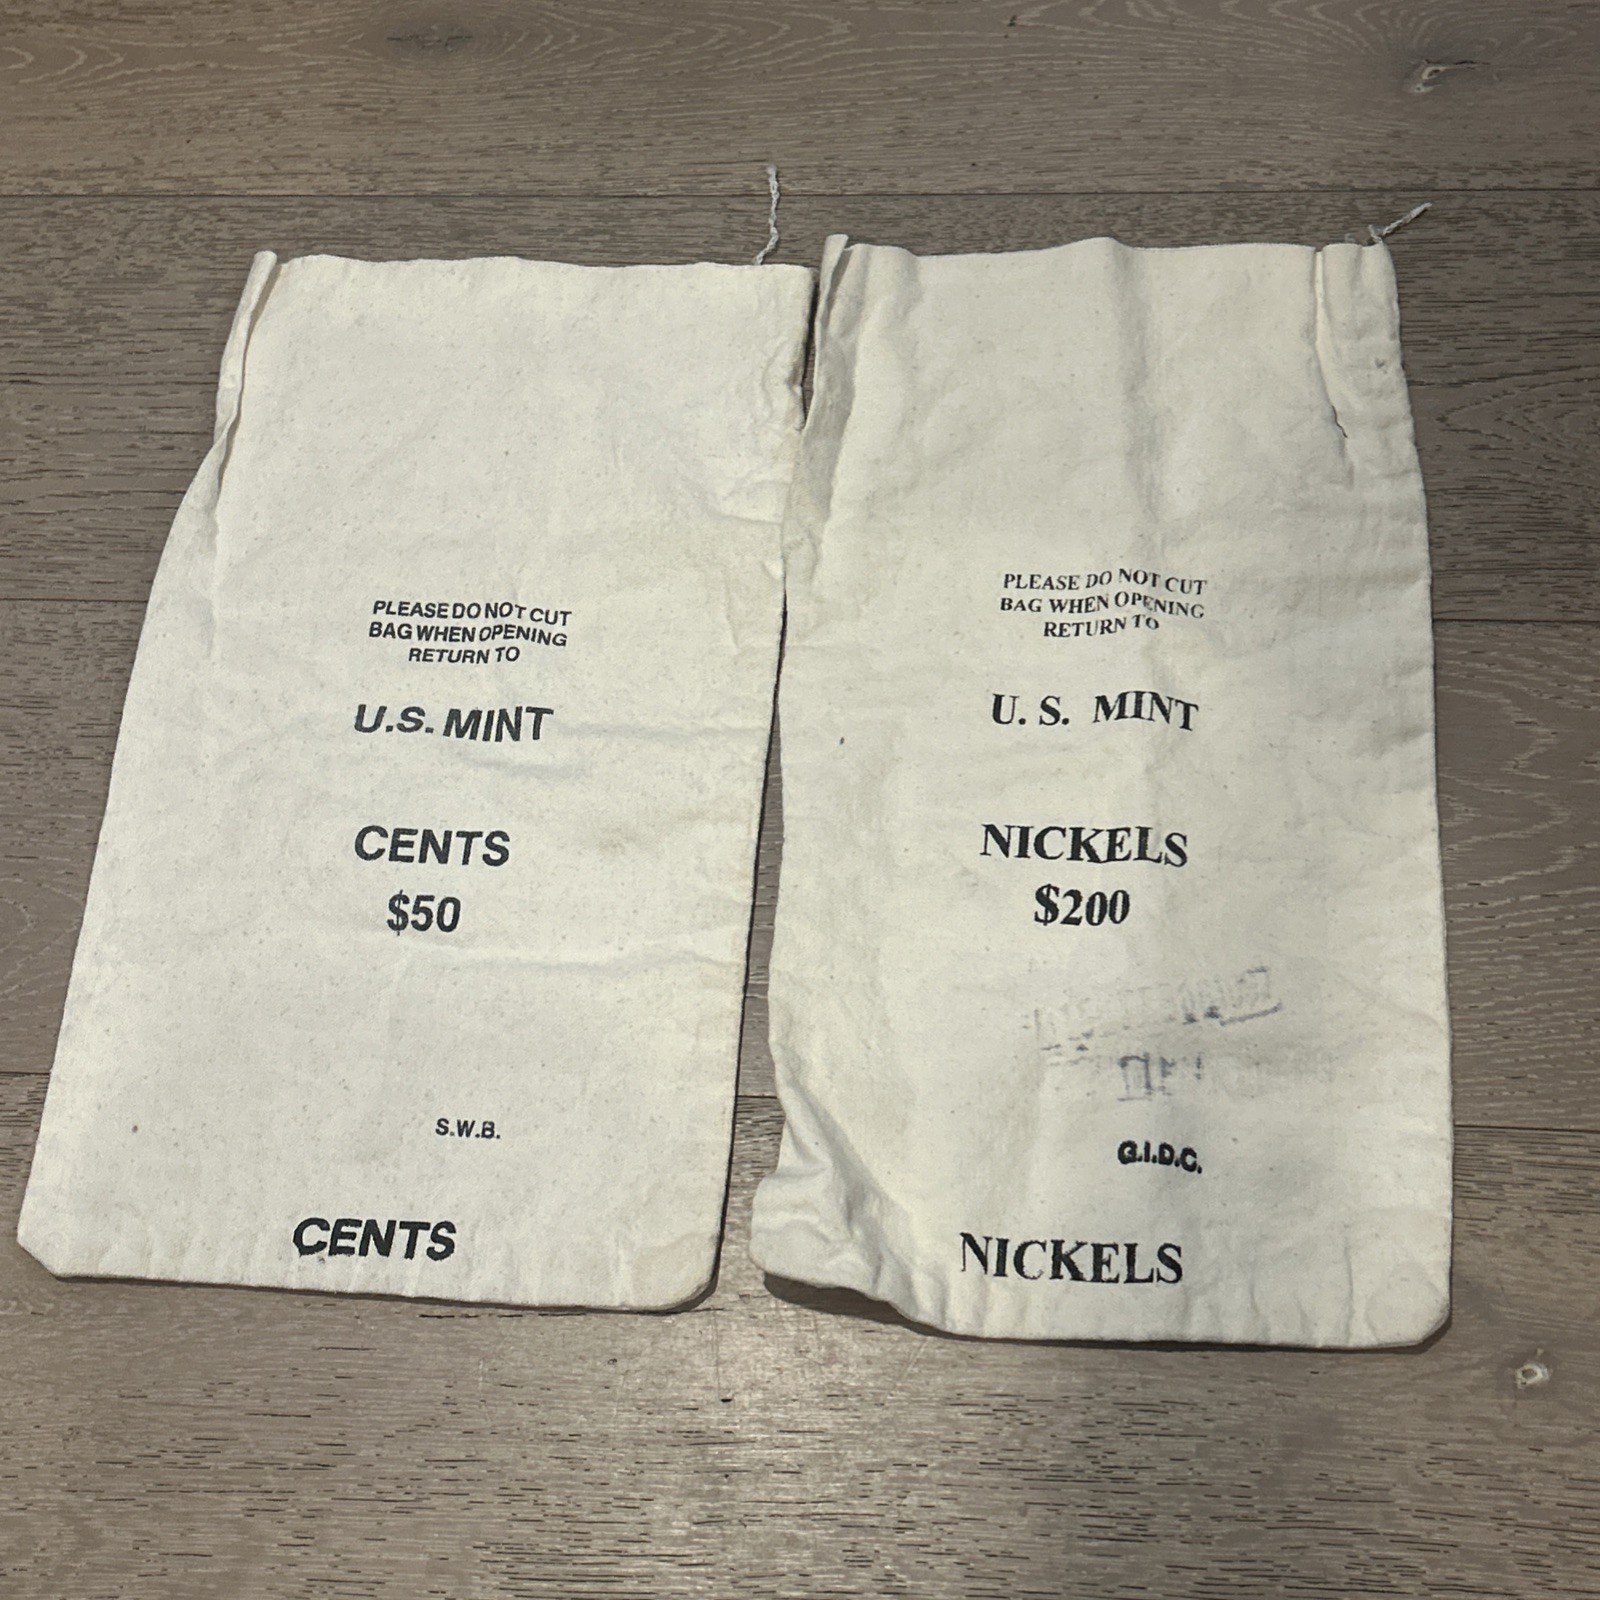 PLEASE DO NOT CUT
BAG WHEN OPENING
RETURN TO
U.S. MINT
CENTS
$50
S.W.B.
CENTS
PLEASE DO NOT CUT
BAG WHEN OPENING
RETURN TO
U. S. MINT
NICKELS
$200
G.I.D.C.
NICKELS